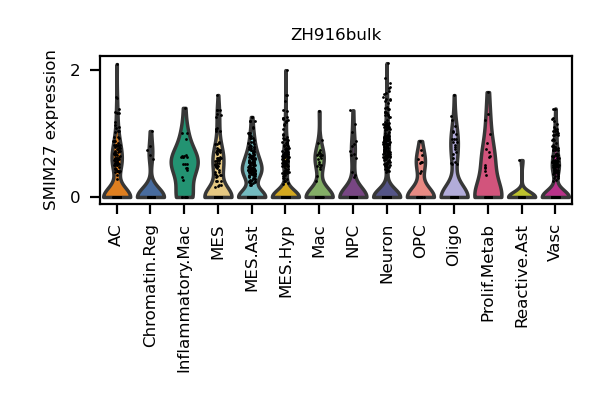 ZH916bulk
SMIM27 expression
2
0
AC
Chromatin.Reg
Inflammatory.Mac
MES
MES.Ast
MES.Hyp
Mac
NPC
Neuron
OPC
Oligo
Prolif.Metab
Reactive.Ast
Vasc